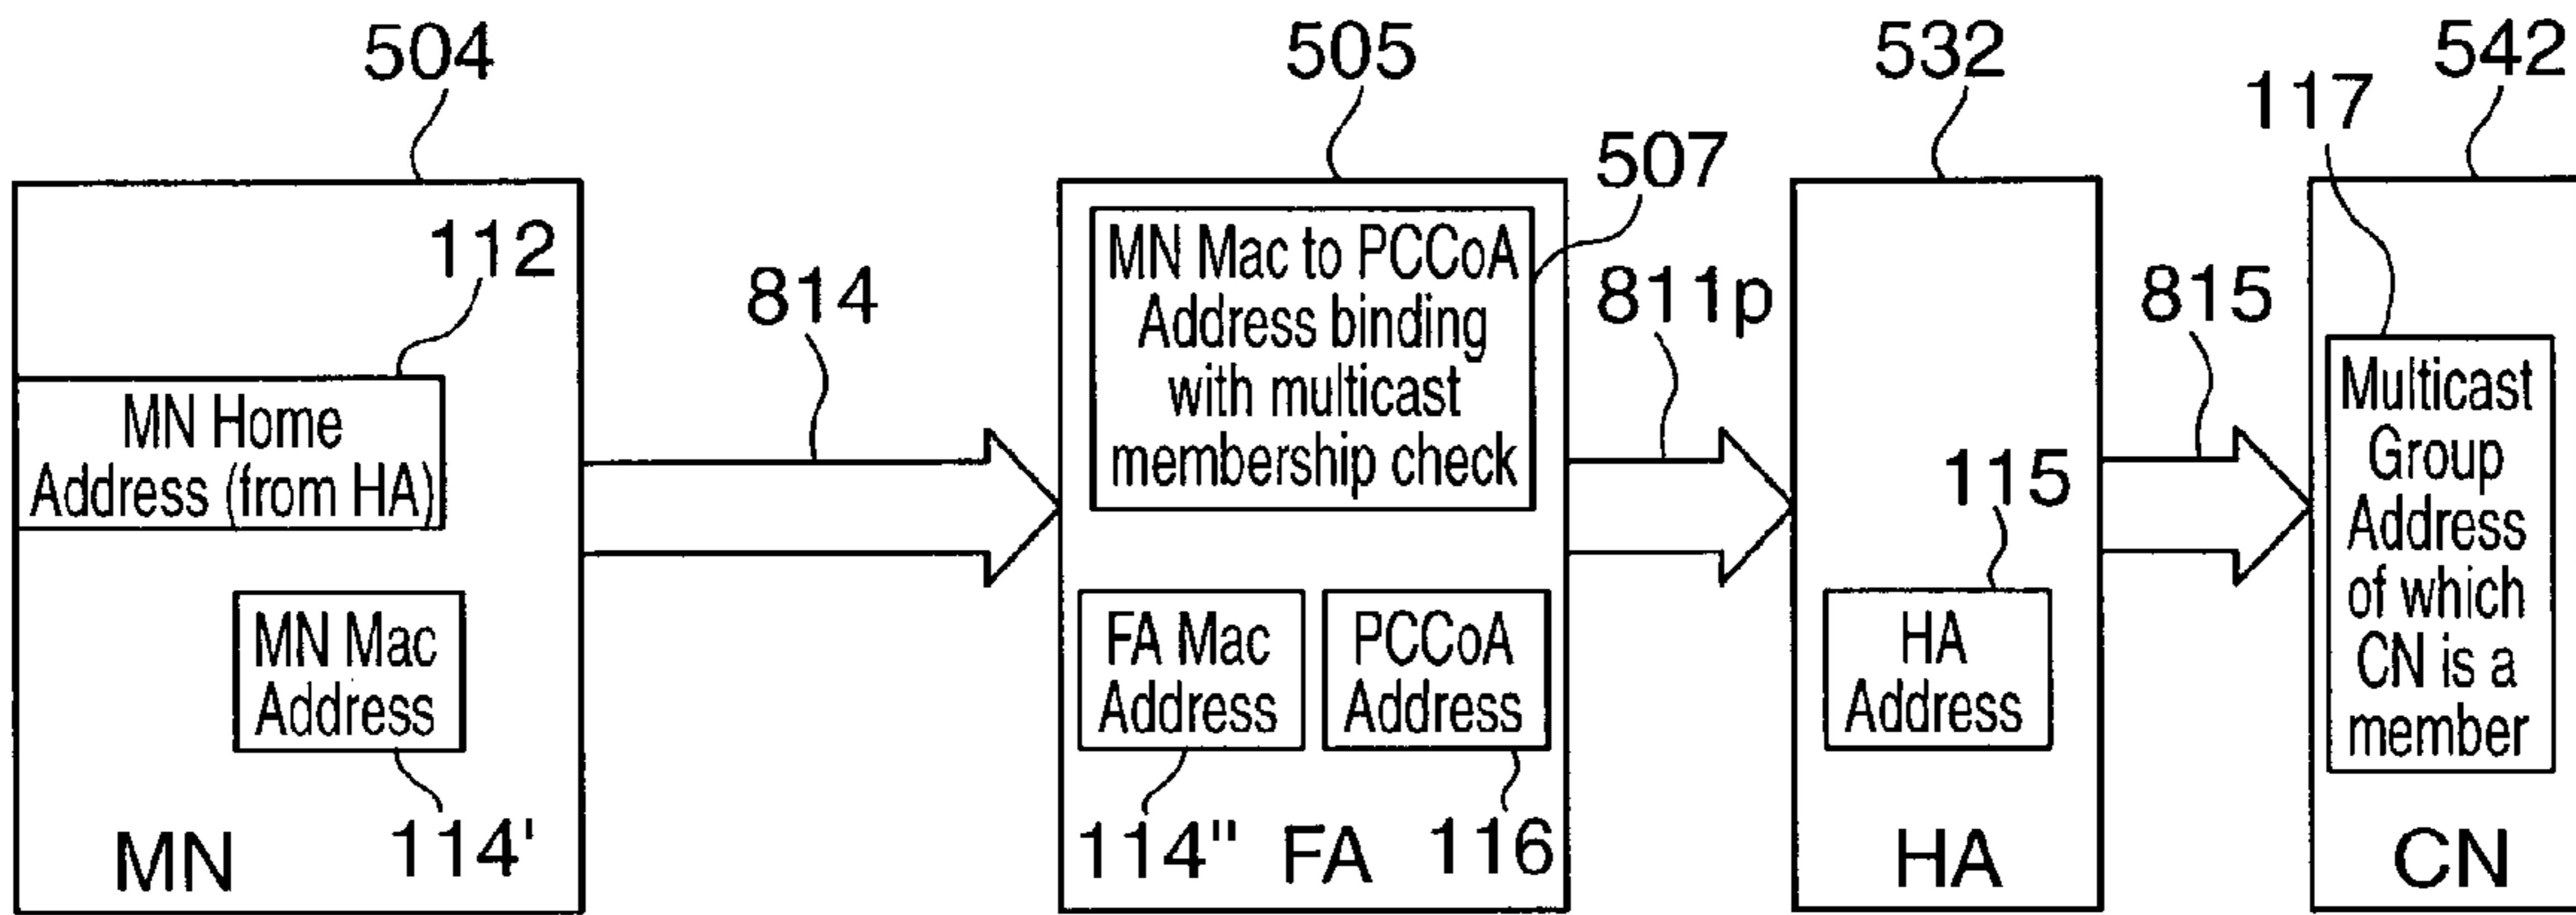 504
505
532
542
117
507
112
MN Mac to PCCoA
Address binding
with multicast
membership check
814
811p
815
MN Home
Address (from HA)
Multicast
Group
Address
of which
CN is a
member
115
MN Mac
Address
FA Mac
Address
PCCoA
Address
HA
Address
114'
114"
116
MN
FA
HA
CN